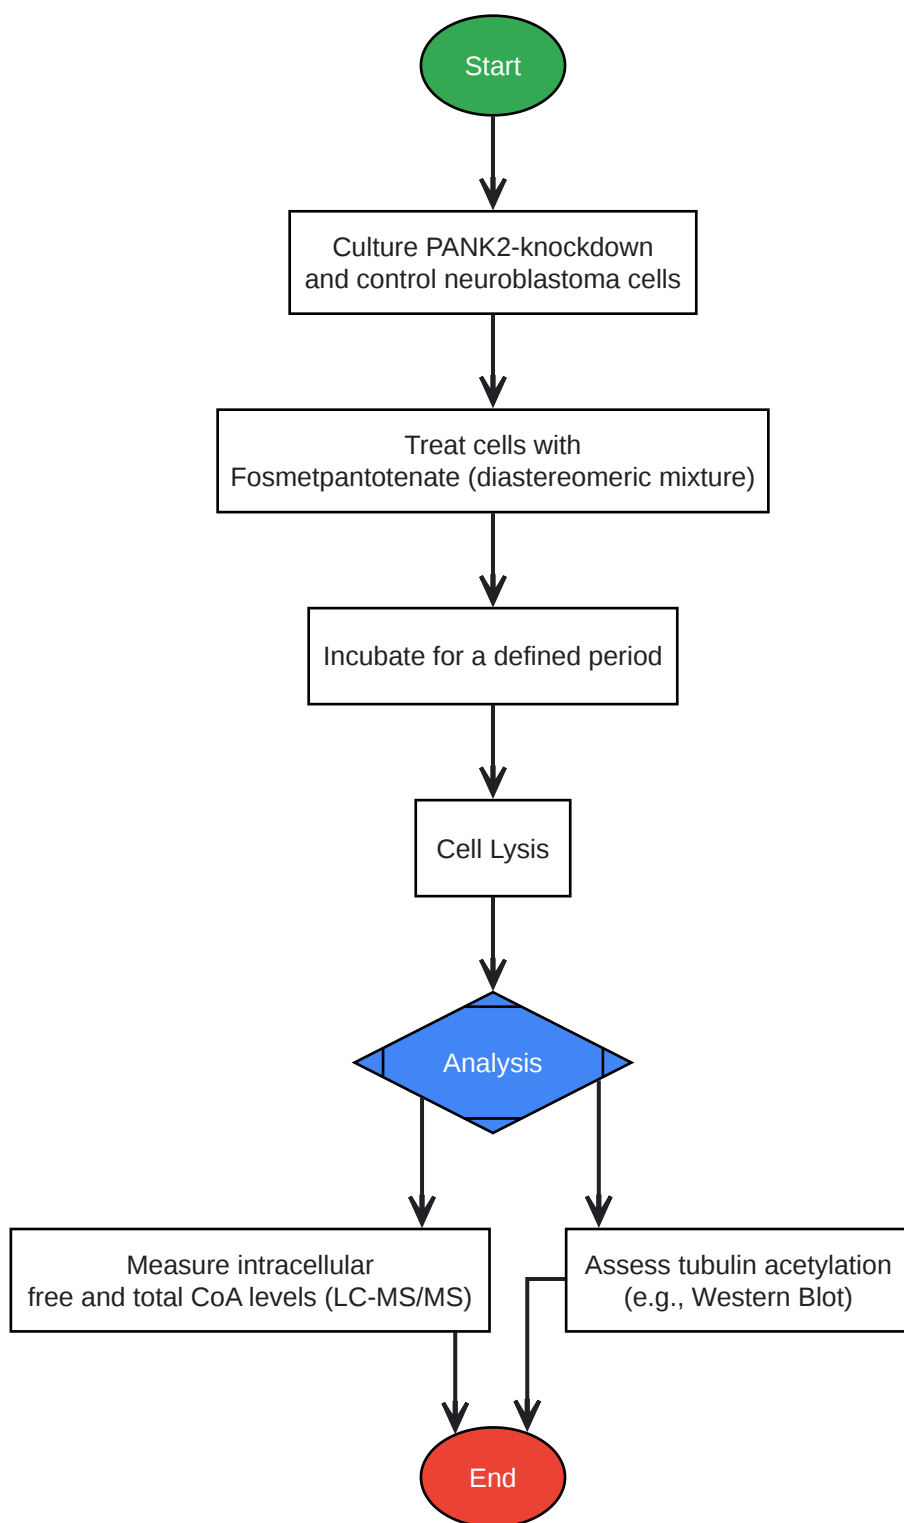 Start
Culture PANK2-knockdown
and control neuroblastoma cells
Treat cells with
Fosmetpantotenate (diastereomeric mixture)
Incubate for a defined period
Cell Lysis
Analysis
Measure intracellular
free and total CoA levels (LC-MS/MS)
Assess tubulin acetylation
(e.g., Western Blot)
End